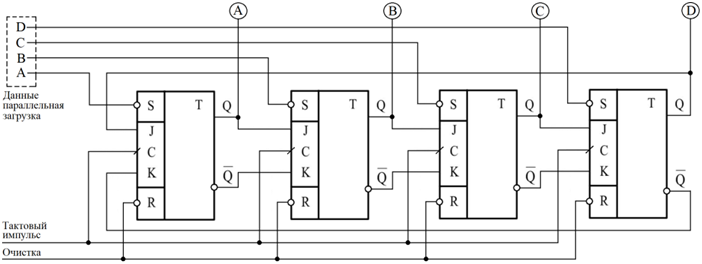 A B C D
D
C
B
A
Данные
параллельная
загрузка
S T Q S T Q S T Q S T Q
J J J J
C C C C
K Q̅ K Q̅ K Q̅ K Q̅
R R R R
Тактовый
импульс
Очистка